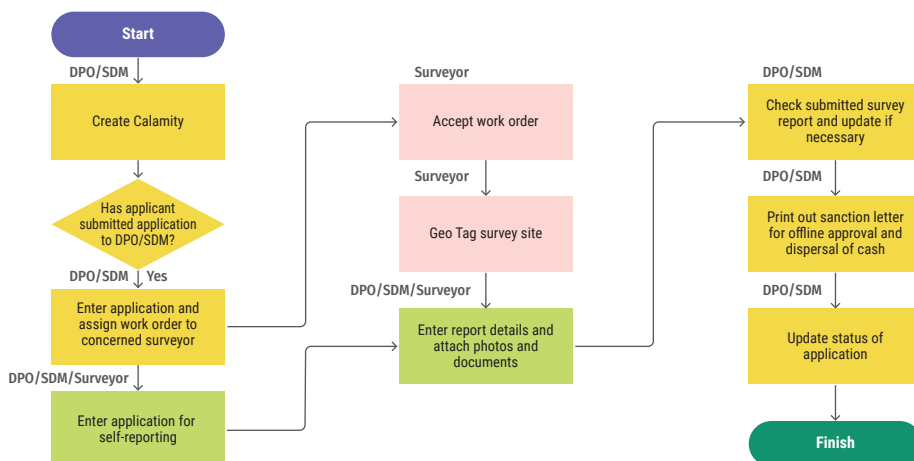 Start
DPO/SDM
Create Calamity
Has applicant
submitted application
to DPO/SDM?
DPO/SDM
Yes
Enter application and
assign work order to
concerned surveyor
DPO/SDM/Surveyor
Enter application for
self-reporting
Surveyor
Accept work order
Surveyor
Geo Tag survey site
DPO/SDM/Surveyor
Enter report details and
attach photos and
documents
DPO/SDM
Check submitted survey
report and update if
necessary
DPO/SDM
Print out sanction letter
for offline approval and
dispersal of cash
DPO/SDM
Update status of
application
Finish